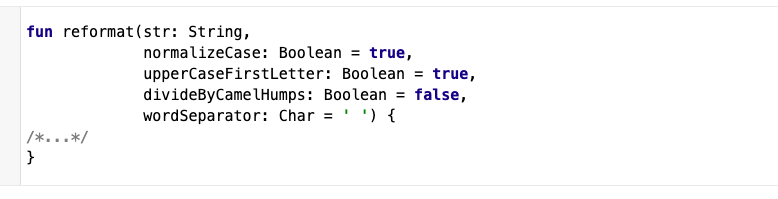 fun reformat(str: String,
             normalizeCase: Boolean = true,
             upperCaseFirstLetter: Boolean = true,
             divideByCamelHumps: Boolean = false,
             wordSeparator: Char = ' ') {
/*...*/
}